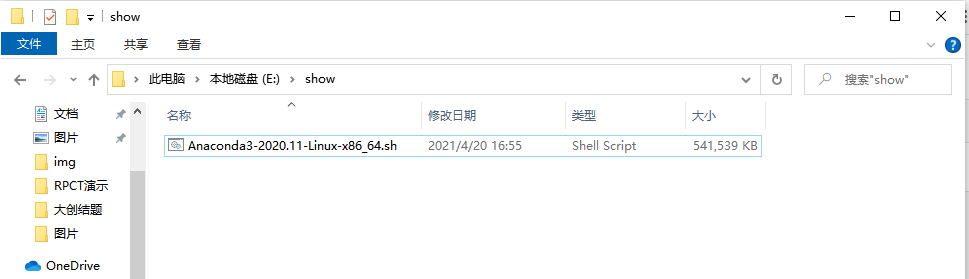 show
文件 主页 共享 查看
此电脑 本地磁盘 (E:) show 搜索"show"
名称 修改日期 类型 大小
Anaconda3-2020.11-Linux-x86_64.sh 2021/4/20 16:55 Shell Script 541,539 KB
文档
图片
img
RPCT演示
大创结题
图片
OneDrive